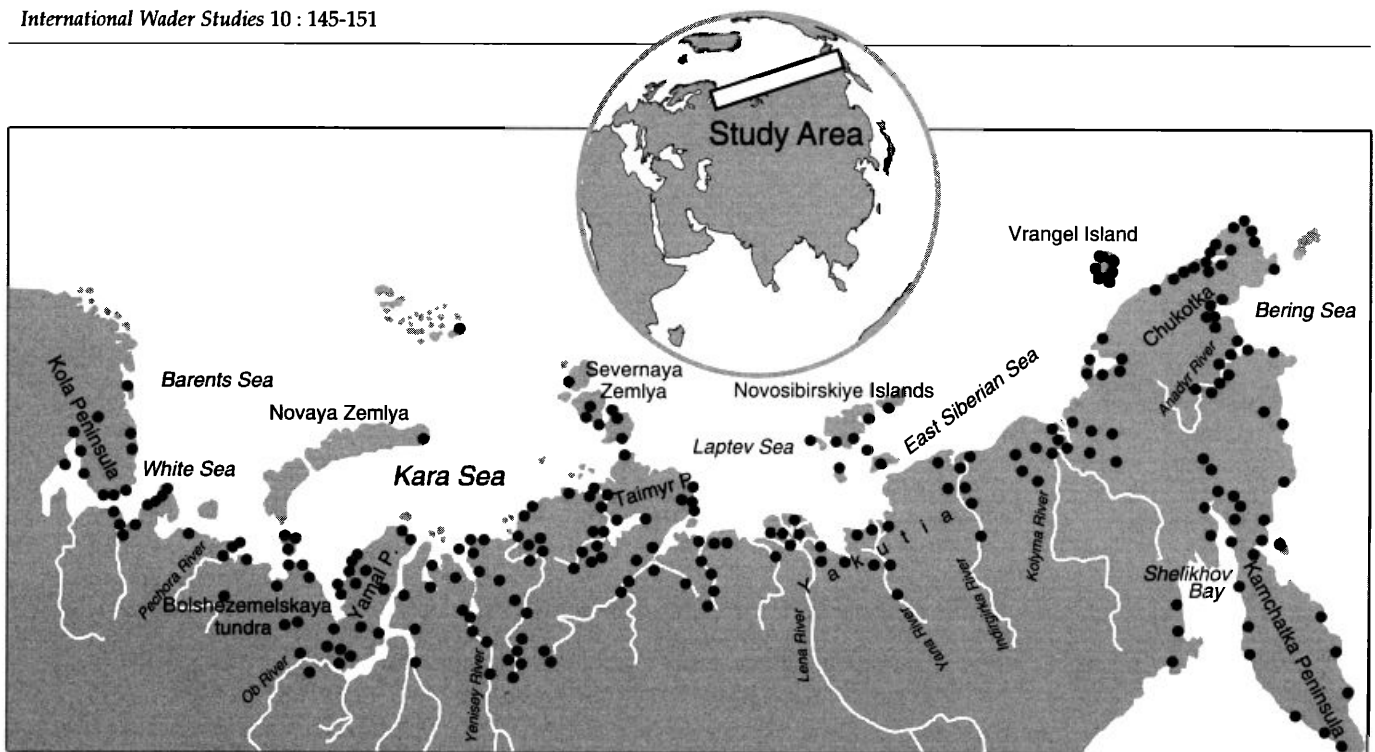 International Wader Studies 10 : 145-151
Study Area
Vrangel Island
Chukotka
Bering Sea
Anadyr River
Kola Peninsula
Barents Sea
Novaya Zemlya
Severnaya
Zemlya
Novosibirskiye Islands
East Siberian Sea
Laptev Sea
White Sea
Kara Sea
Taimyr P.
Yakutia
Pechora River
Bolshezemelskaya
tundra
Yamal P.
Ob River
Yenisey River
Lena River
Yana River
Indirgirka River
Kolyma River
Shelikhov
Bay
Kamchatka Peninsula